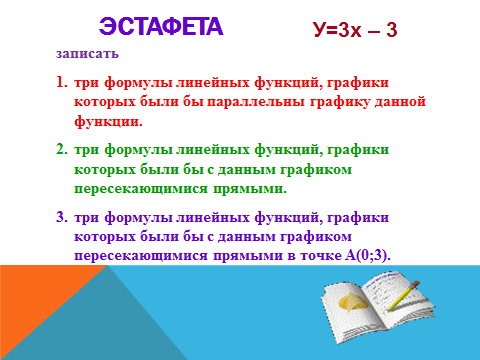 ЭСТАФЕТА
У=3х – 3
записать
1. три формулы линейных функций, графики
которых были бы параллельны графику данной
функции.
2. три формулы линейных функций, графики
которых были бы с данным графиком
пересекающимися прямыми.
3. три формулы линейных функций, графики
которых были бы с данным графиком
пересекающимися прямыми в точке А(0;3).